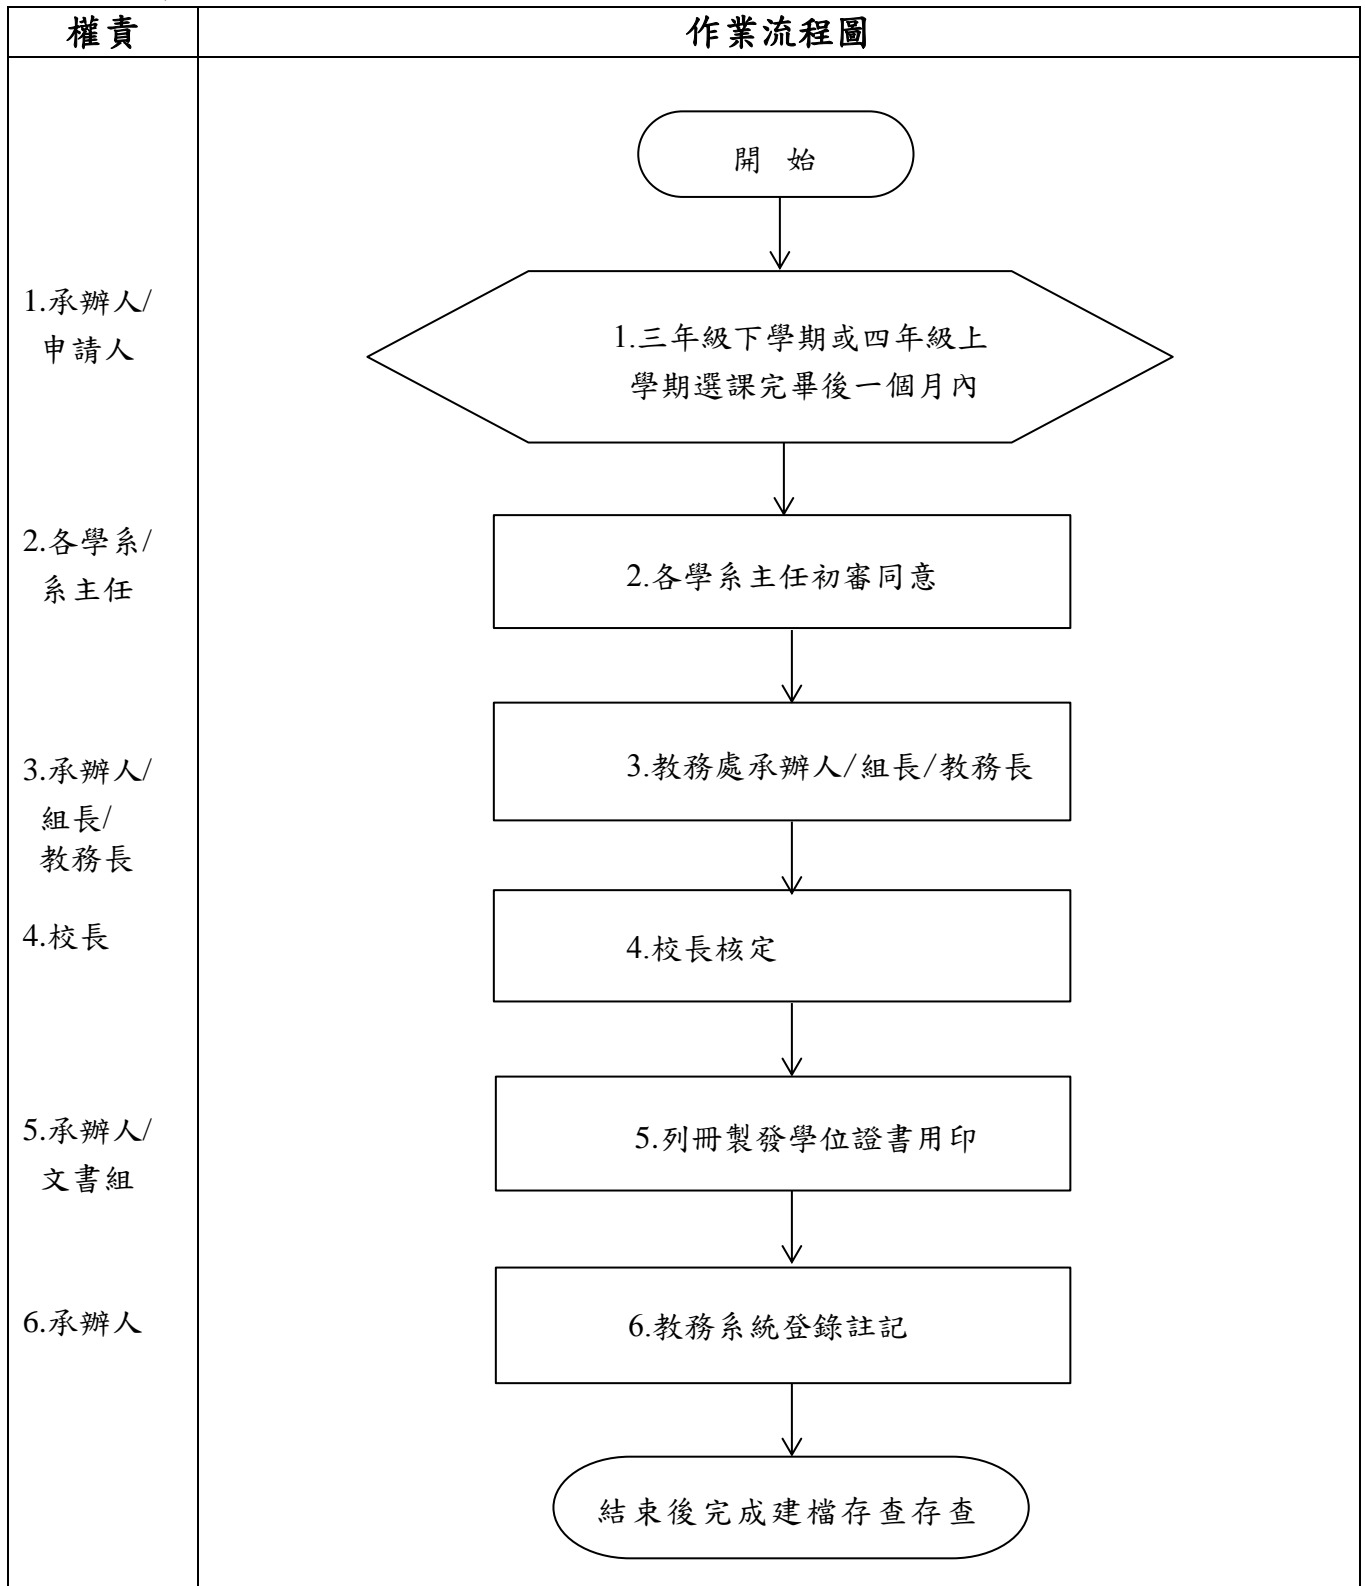 權責
作業流程圖
開 始
1.承辦人/
申請人
1.三年級下學期或四年級上
學期選課完畢後一個月內
2.各學系/
系主任
2.各學系主任初審同意
3.承辦人/
組長/
教務長
3.教務處承辦人/組長/教務長
4.校長
4.校長核定
5.承辦人/
文書組
5.列冊製發學位證書用印
6.承辦人
6.教務系統登錄註記
結束後完成建檔存查存查